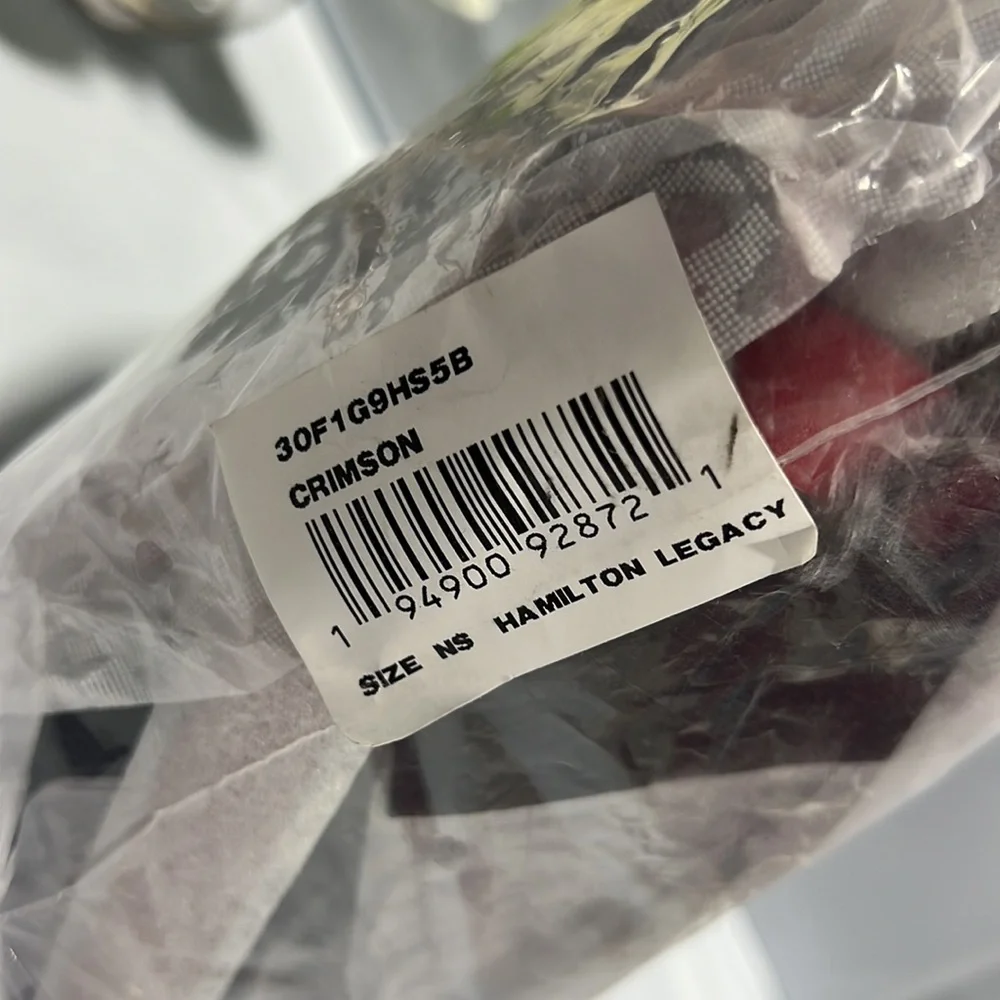 30F1G9HS5B
CRIMSON
1 94900 92872 1
SIZE NS HAMILTON LEGACY